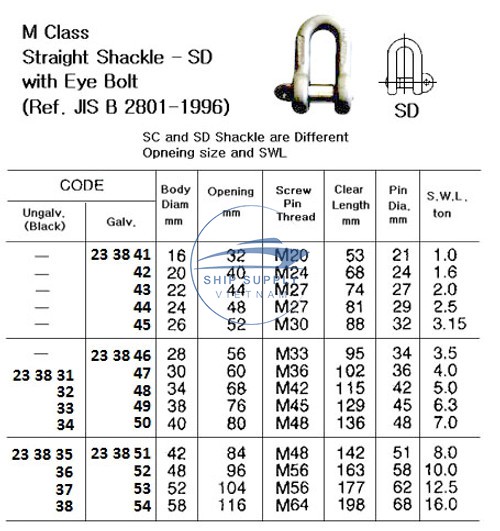 M Class
Straight Shackle - SD
with Eye Bolt
(Ref. JIS B 2801-1996)
SD
SC and SD Shackle are Different
Opneing size and SWL
CODE Body Diam mm Opening mm Screw Pin Thread Clear Length mm Pin Dia. mm S.W.L. ton
Ungalv. (Black) Galv.
— 23 38 41 16 32 M20 53 21 1.0
— 42 20 40 M24 68 24 1.6
— 43 22 44 M27 74 27 2.0
— 44 24 48 M27 81 29 2.5
— 45 26 52 M30 88 32 3.15
— 23 38 46 28 56 M33 95 34 3.5
23 38 31 47 30 60 M36 102 36 4.0
32 48 34 68 M42 115 42 5.0
33 49 38 76 M45 129 45 6.3
34 50 40 80 M48 136 48 7.0
23 38 35 23 38 51 42 84 M48 142 51 8.0
36 52 48 96 M56 163 58 10.0
37 53 52 104 M56 177 62 12.5
38 54 58 116 M64 198 68 16.0
SHIP SUPPLY
VIETNAM